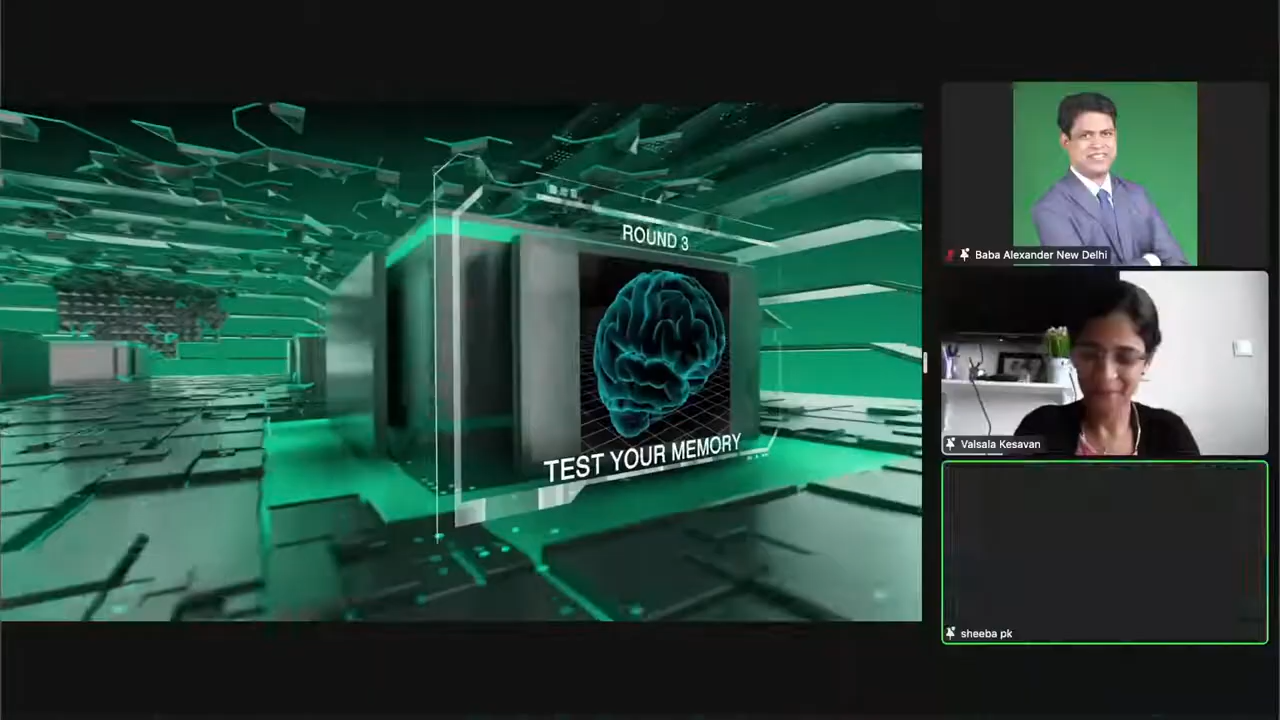 ROUND 3
TEST YOUR MEMORY
Baba Alexander New Delhi
Valsala Kesavan
sheeba pk